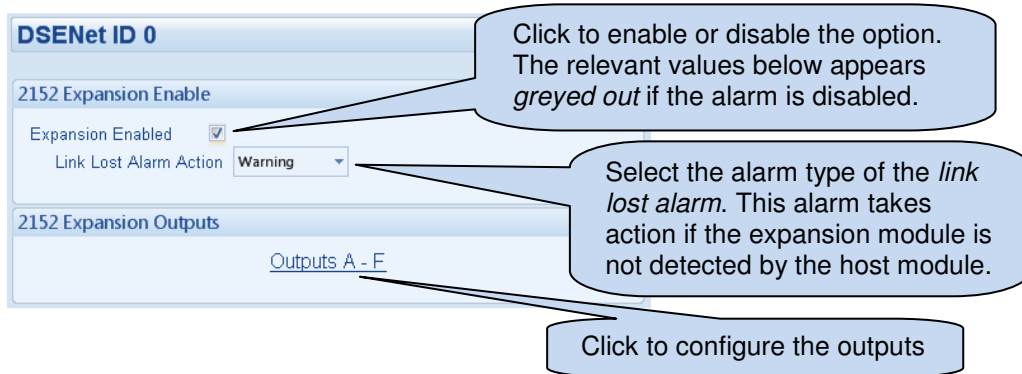 DSENet ID 0
Click to enable or disable the option.
The relevant values below appears
greyed out if the alarm is disabled.
2152 Expansion Enable
Expansion Enabled
Link Lost Alarm Action Warning
Select the alarm type of the link
lost alarm. This alarm takes
action if the expansion module is
not detected by the host module.
2152 Expansion Outputs
Outputs A - F
Click to configure the outputs